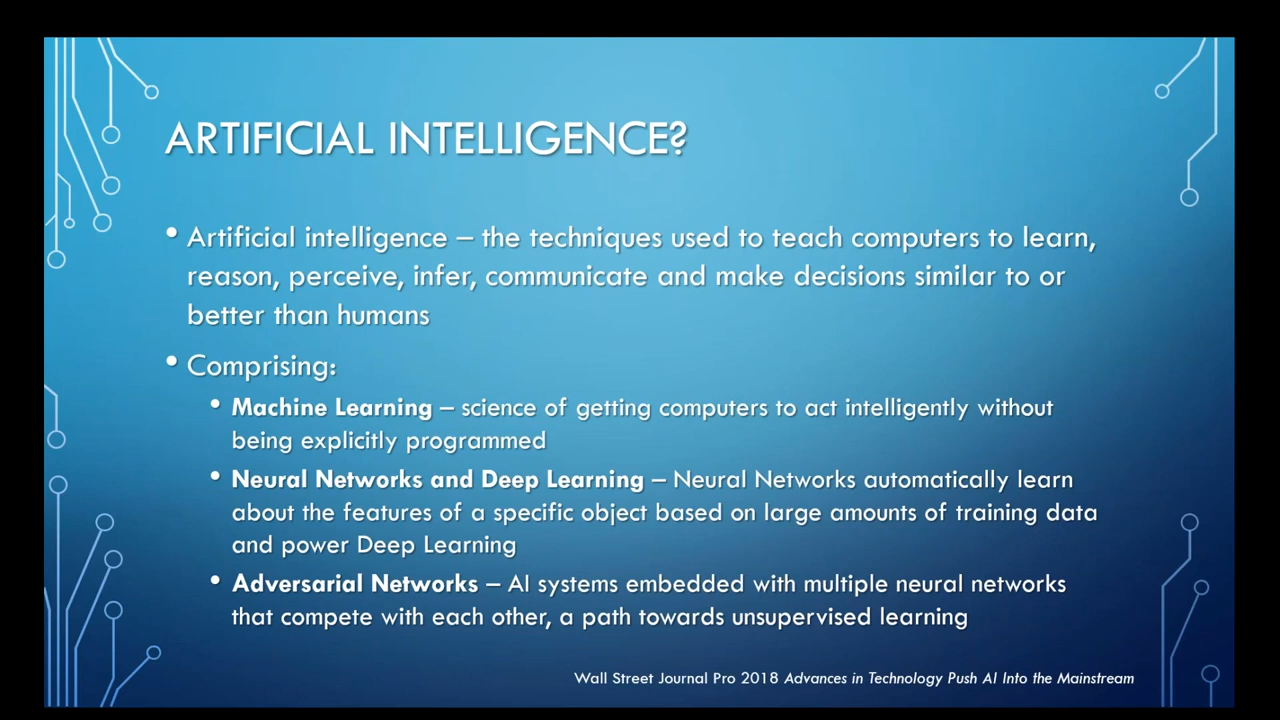 ARTIFICIAL INTELLIGENCE?
• Artificial intelligence – the techniques used to teach computers to learn,
reason, perceive, infer, communicate and make decisions similar to or
better than humans
• Comprising:
• Machine Learning – science of getting computers to act intelligently without
being explicitly programmed
• Neural Networks and Deep Learning – Neural Networks automatically learn
about the features of a specific object based on large amounts of training data
and power Deep Learning
• Adversarial Networks – AI systems embedded with multiple neural networks
that compete with each other, a path towards unsupervised learning
Wall Street Journal Pro 2018 Advances in Technology Push AI Into the Mainstream